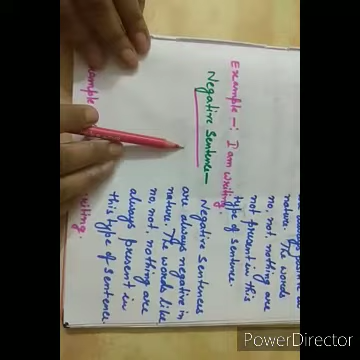 always positive in
nature. The words
no, not, nothing are
not present in this
type of sentence.
Example -: I am writing.
Negative Sentence - Negative Sentences
are always negative in
nature. The words like
no, not, nothing are
always present in
this type of sentence.
writing.
PowerDirector